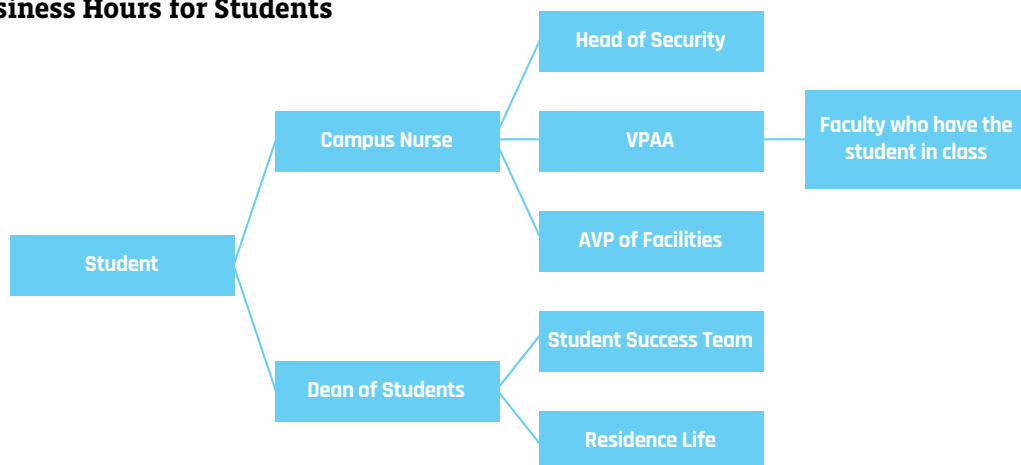 siness Hours for Students
Head of Security
Campus Nurse
VPAA
Faculty who have the
student in class
AVP of Facilities
Student
Student Success Team
Dean of Students
Residence Life